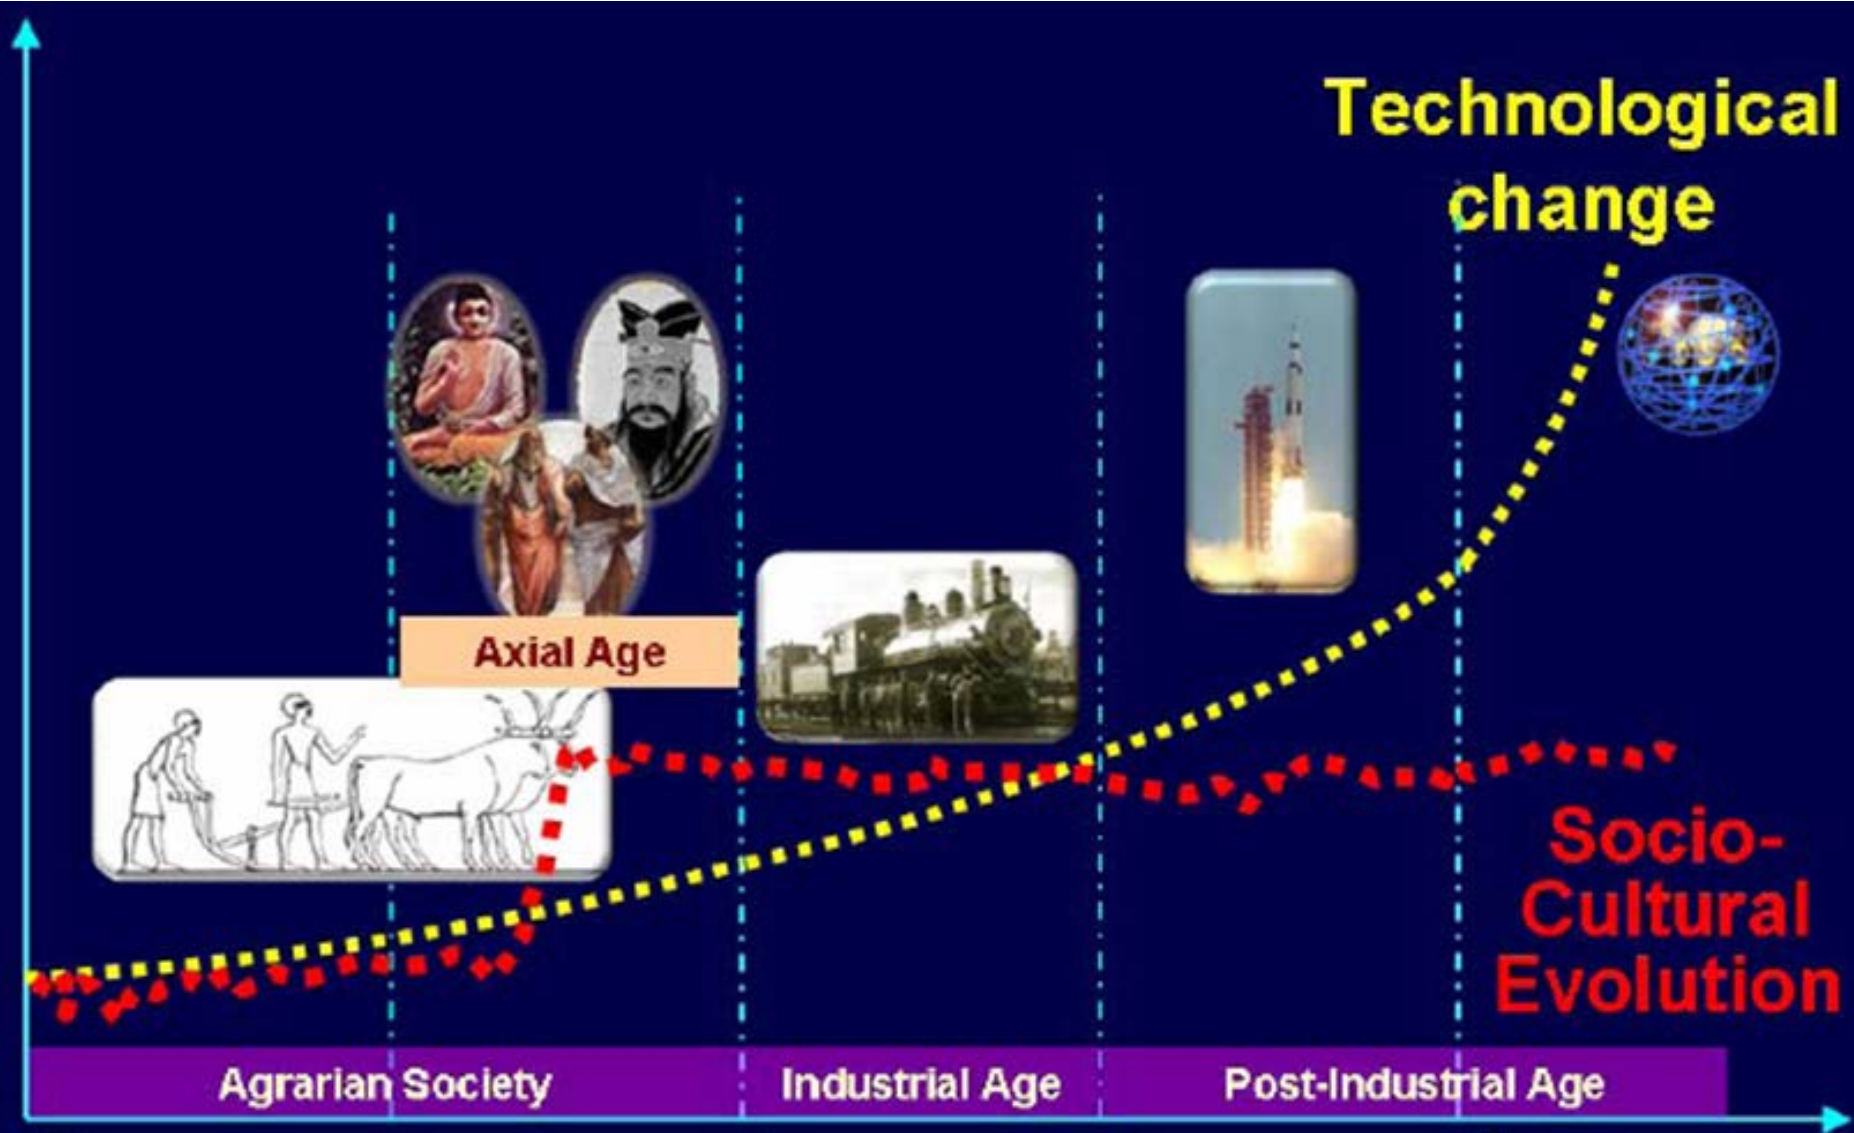 Technological
change
Axial Age
Socio-
Cultural
Evolution
Agrarian Society
Industrial Age
Post-Industrial Age